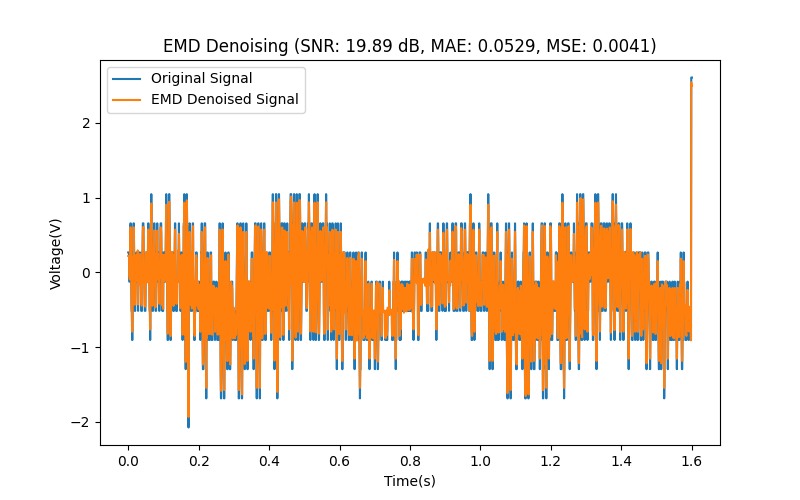 EMD Denoising (SNR: 19.89 dB, MAE: 0.0529, MSE: 0.0041)
Original Signal
EMD Denoised Signal
2
1
0
−1
−2
Voltage(V)
0.0 0.2 0.4 0.6 0.8 1.0 1.2 1.4 1.6
Time(s)